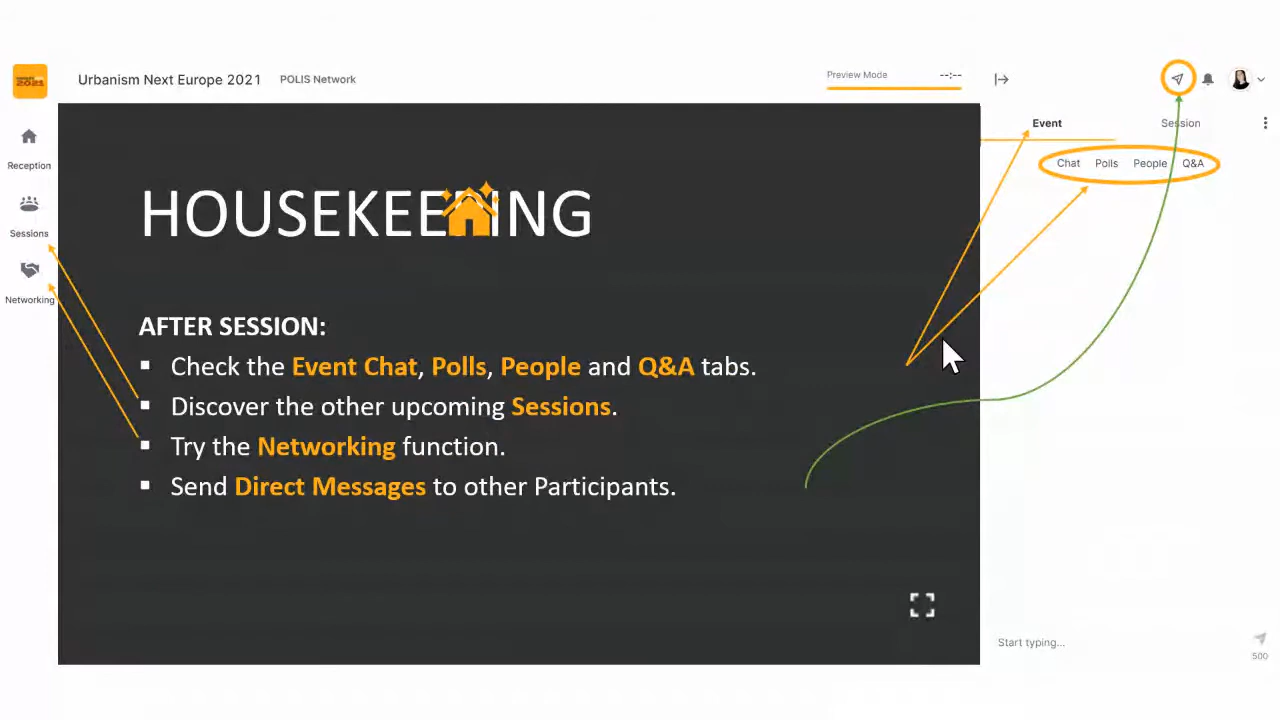 Urbanism Next Europe 2021 POLIS Network
Preview Mode --:--
2021
Event Session
Chat Polls People Q&A
Reception
Sessions
Networking
HOUSEKEEPING
AFTER SESSION:
▪ Check the Event Chat, Polls, People and Q&A tabs.
▪ Discover the other upcoming Sessions.
▪ Try the Networking function.
▪ Send Direct Messages to other Participants.
Start typing...
500